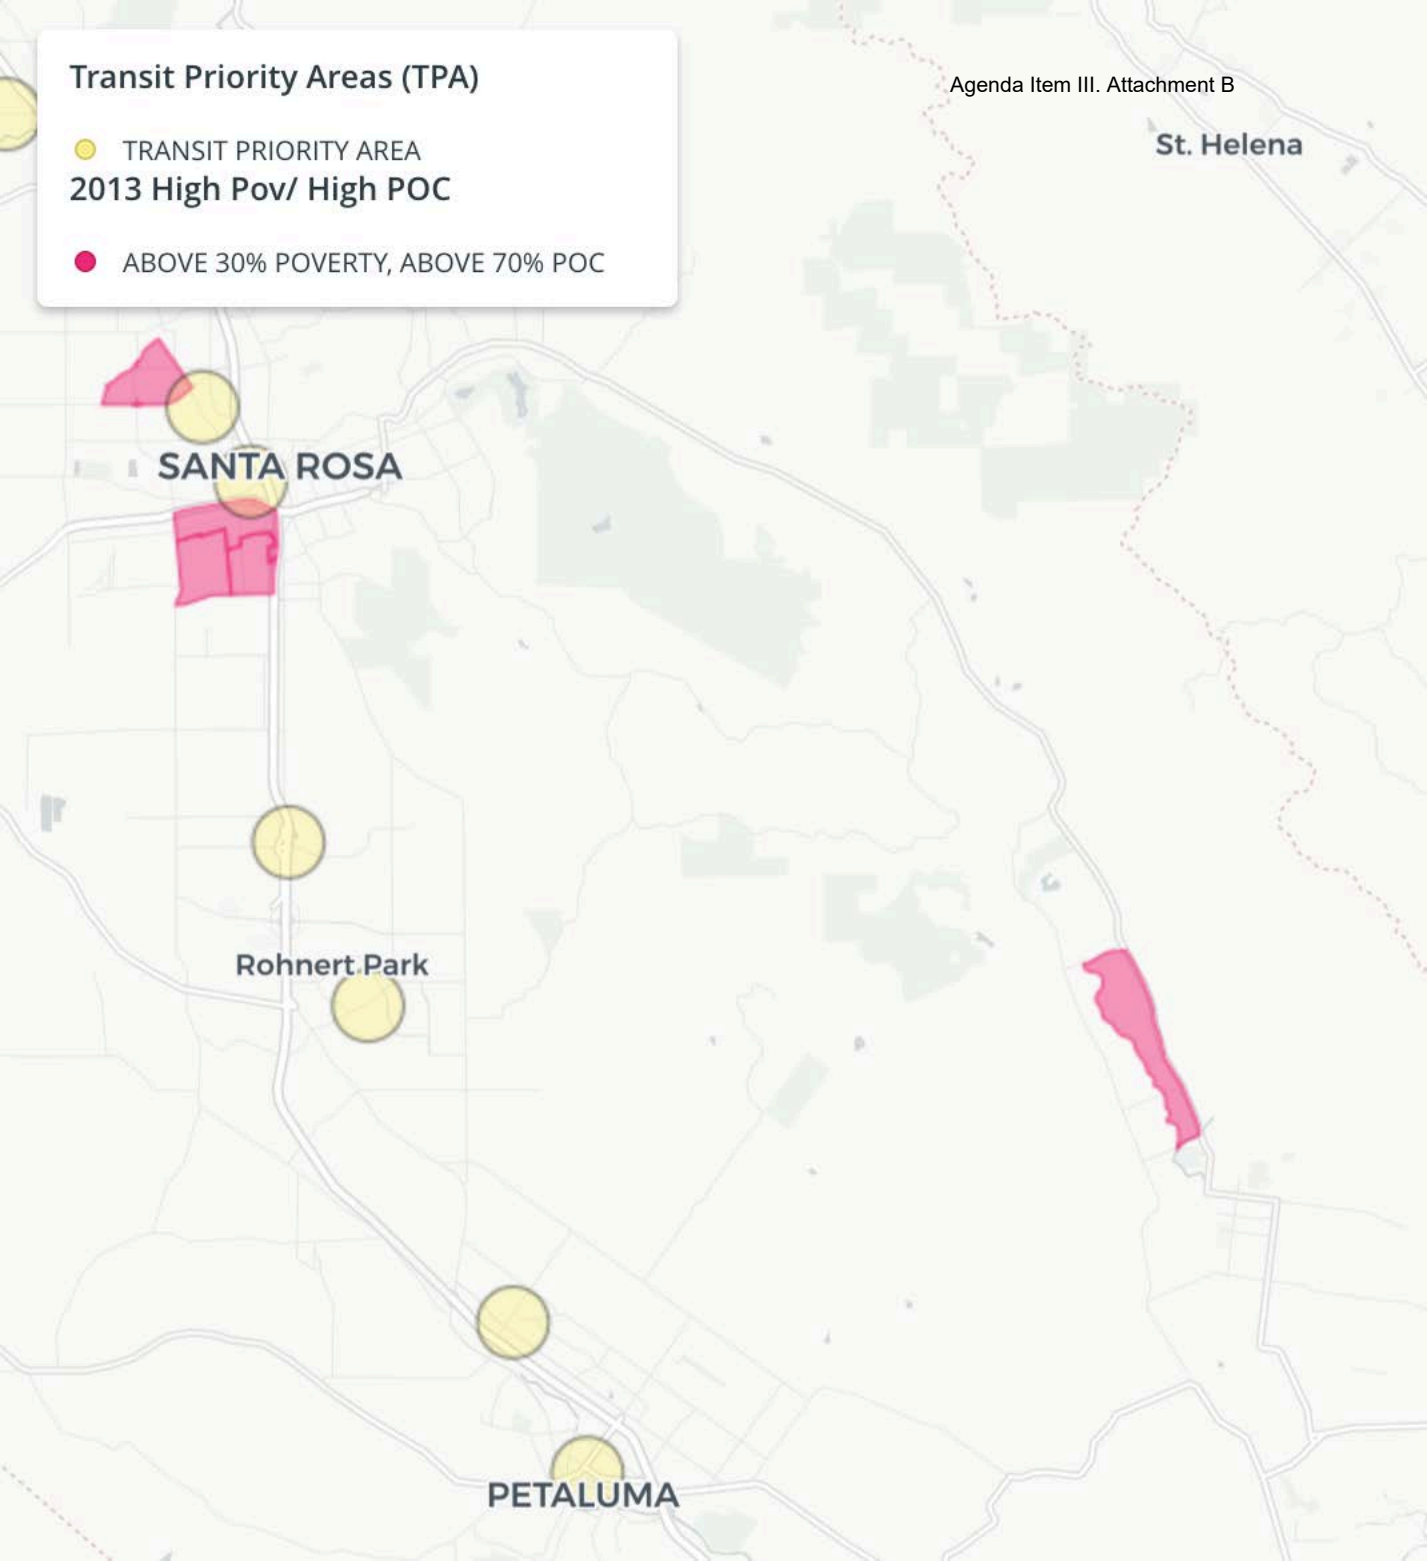 Transit Priority Areas (TPA)
TRANSIT PRIORITY AREA
2013 High Pov/ High POC
ABOVE 30% POVERTY, ABOVE 70% POC
Agenda Item III. Attachment B
St. Helena
SANTA ROSA
Rohnert Park
PETALUMA